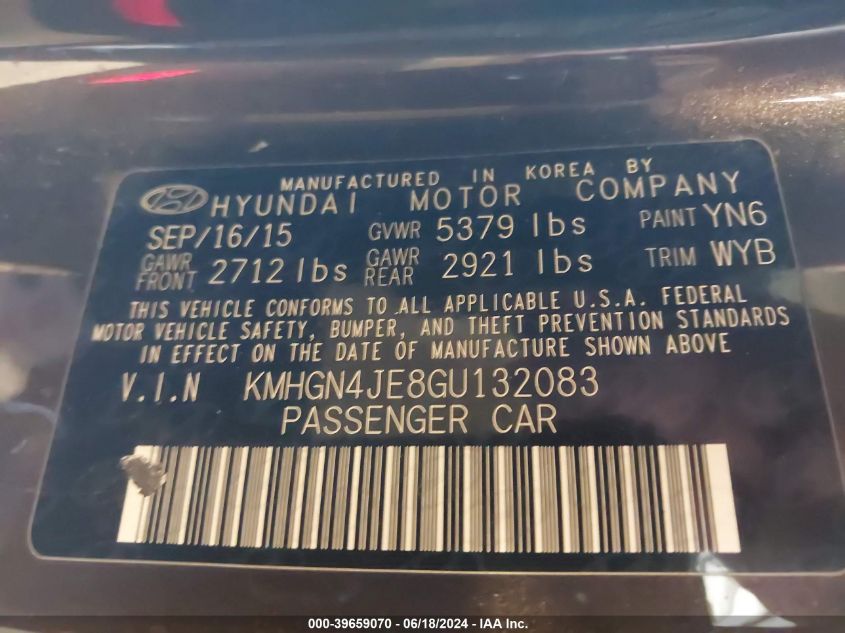 MANUFACTURED IN KOREA BY
HYUNDAI MOTOR COMPANY
SEP/16/15 GVWR 5379 lbs PAINT YN6
GAWR FRONT 2712 lbs GAWR REAR 2921 lbs TRIM WYB
THIS VEHICLE CONFORMS TO ALL APPLICABLE U.S.A. FEDERAL
MOTOR VEHICLE SAFETY, BUMPER, AND THEFT PREVENTION STANDARDS
IN EFFECT ON THE DATE OF MANUFACTURE SHOWN ABOVE
V.I.N KMHGN4JE8GU132083
PASSENGER CAR
000-39659070 - 06/18/2024 - IMPACT AUCTIONS - US, INC.